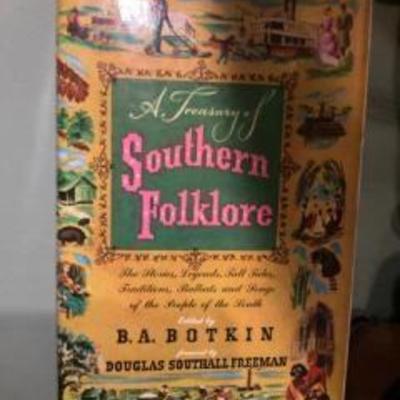 A Treasury of
Southern
Folklore
The Stories, Legends, Tall Tales,
Traditions, Ballads and Songs
of the People of the South
Edited by
B. A. BOTKIN
Foreword by
DOUGLAS SOUTHALL FREEMAN